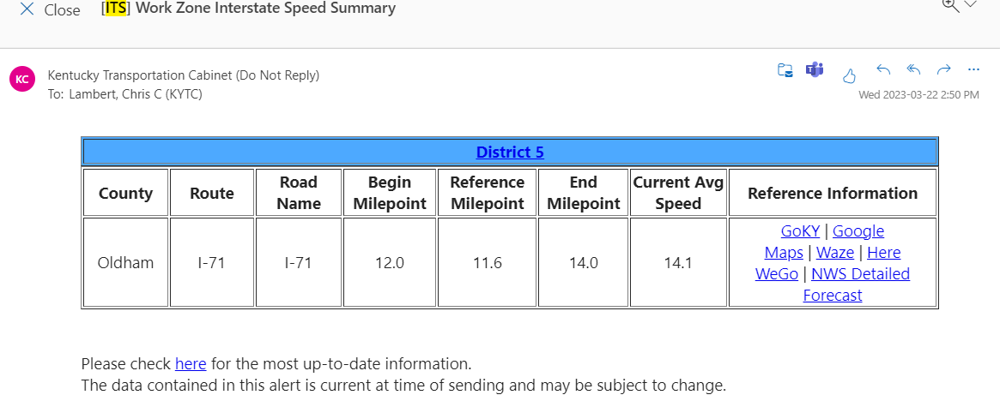 Close [ITS] Work Zone Interstate Speed Summary
KC
Kentucky Transportation Cabinet (Do Not Reply)
To: Lambert, Chris C (KYTC)
Wed 2023-03-22 2:50 PM
District 5
County Route Road Name Begin Milepoint Reference Milepoint End Milepoint Current Avg Speed Reference Information
Oldham I-71 I-71 12.0 11.6 14.0 14.1
GoKY | Google
Maps | Waze | Here
WeGo | NWS Detailed
Forecast
Please check here for the most up-to-date information.
The data contained in this alert is current at time of sending and may be subject to change.